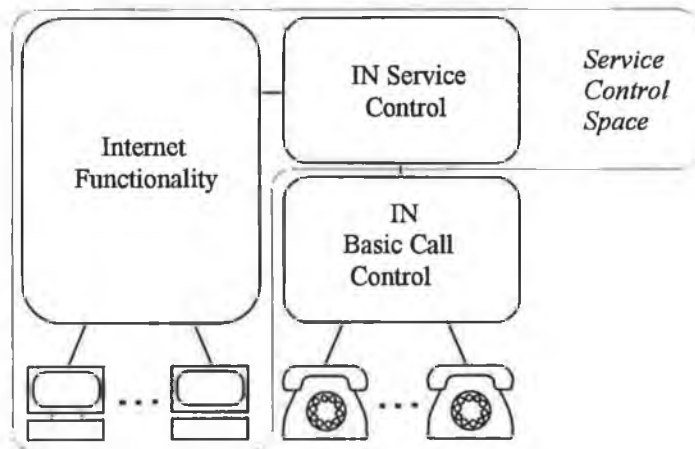 Internet
Functionality
IN Service
Control
Service
Control
Space
IN
Basic Call
Control